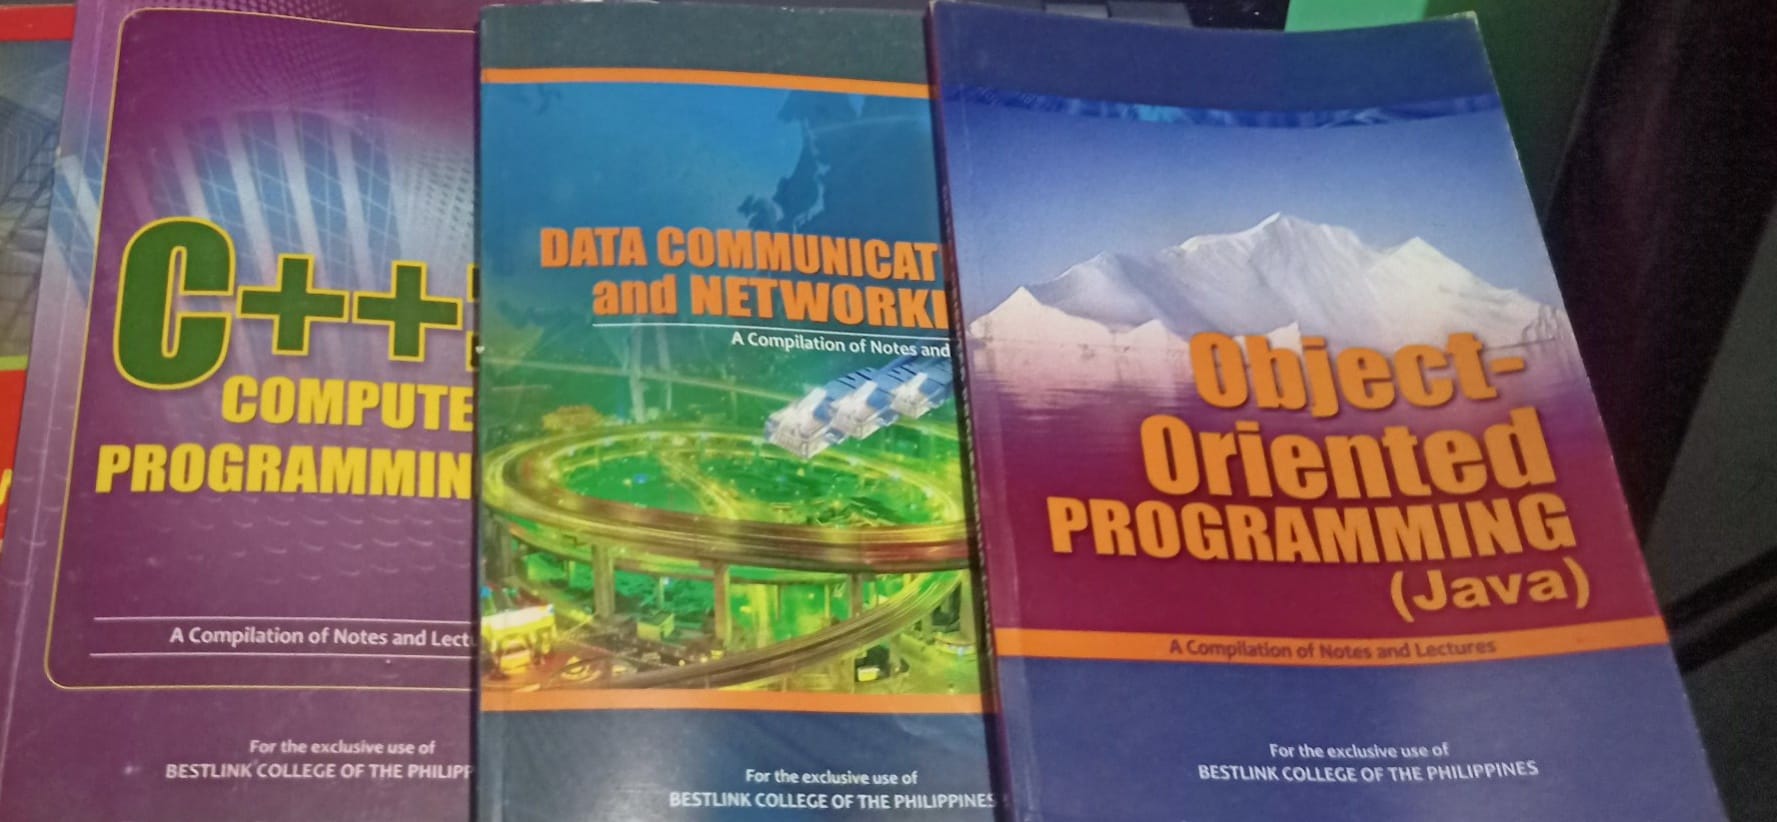 C++:
COMPUTE
PROGRAMMIN
A Compilation of Notes and Lectu
For the exclusive use of
BESTLINK COLLEGE OF THE PHILIPP
DATA COMMUNICAT
and NETWORKI
A Compilation of Notes and
For the exclusive use of
BESTLINK COLLEGE OF THE PHILIPPINES
Object-
Oriented
PROGRAMMING
(Java)
A Compilation of Notes and Lectures
For the exclusive use of
BESTLINK COLLEGE OF THE PHILIPPINES